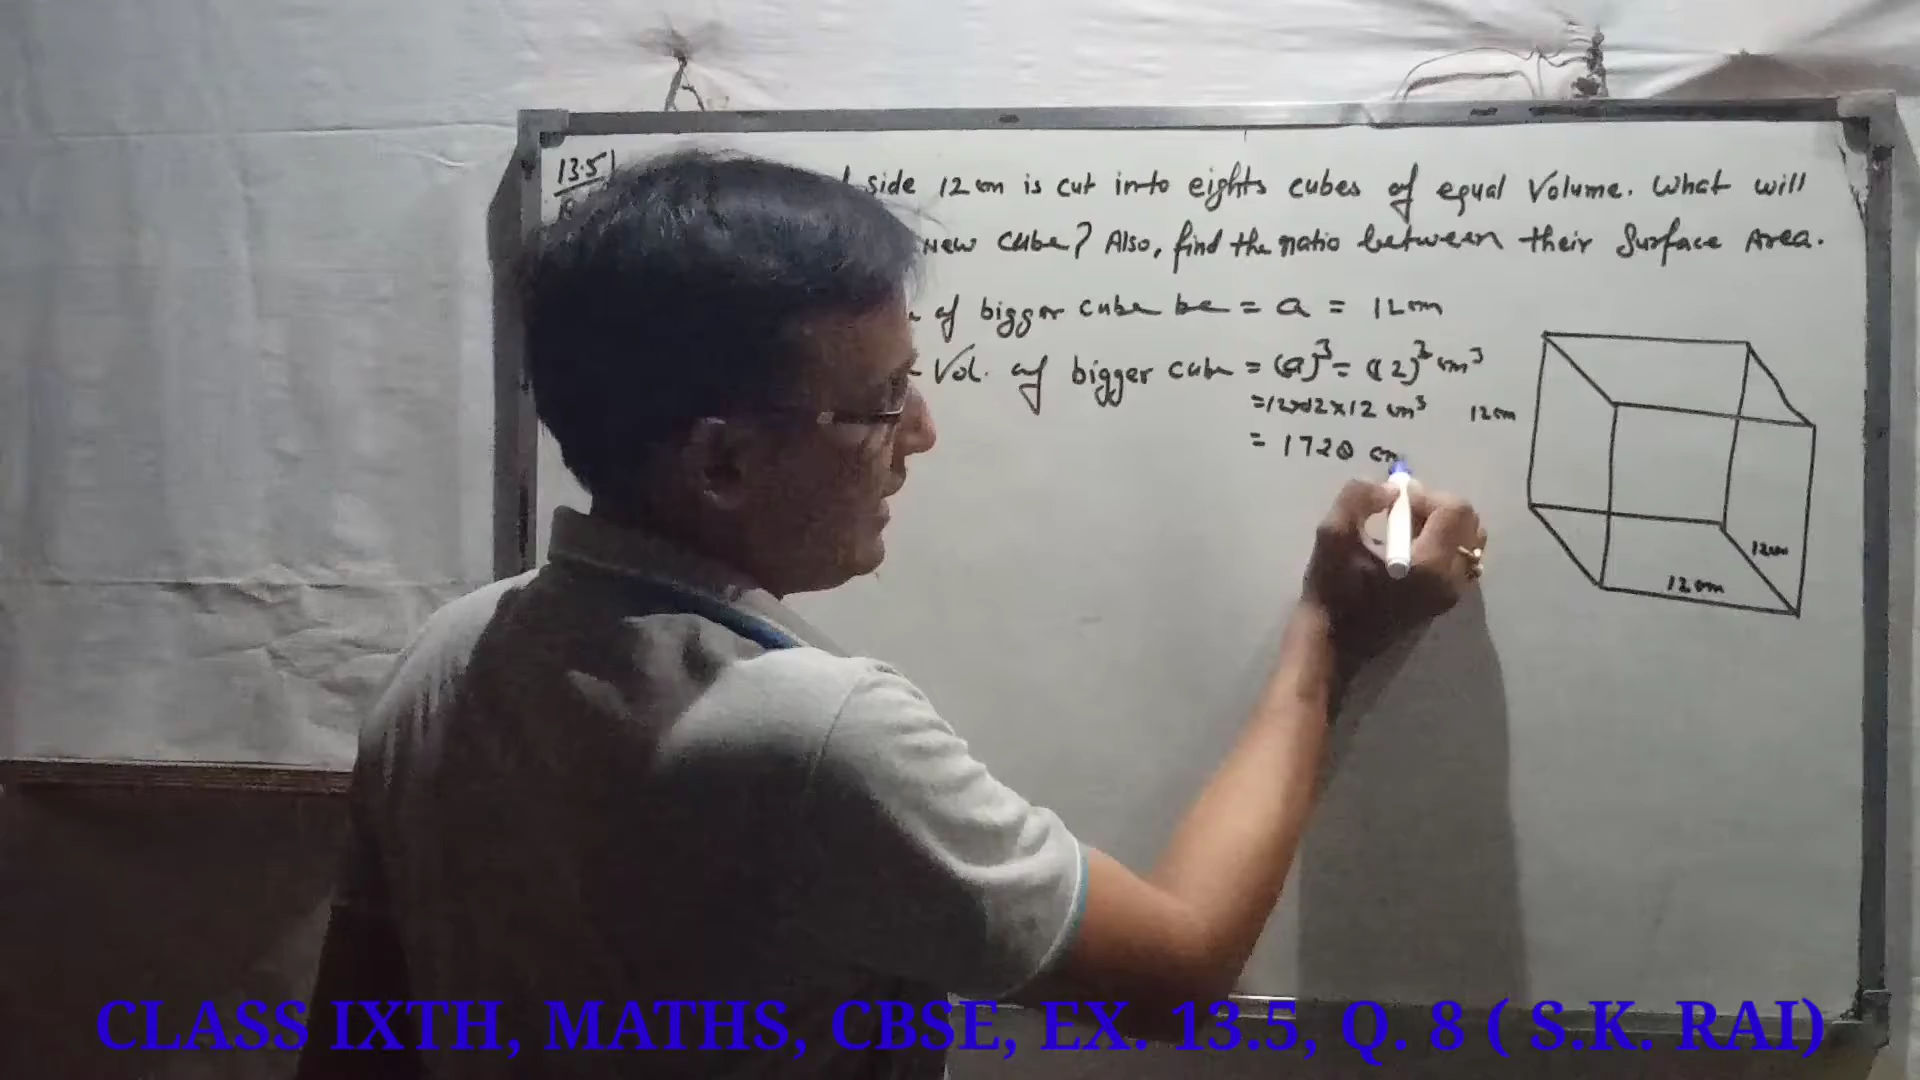 13.5
side 12cm is cut into eights cubes of equal Volume. What will
New cube? Also, find the ratio between their Surface Area.
of bigger cube be = a = 12cm
Vol. of bigger cube = (a)³ = (12)³ cm³
=12×12×12 cm³ 12cm
= 1728 cm
12cm
12cm
CLASS IXTH, MATHS, CBSE, EX. 13.5, Q. 8 ( S.K. RAI)